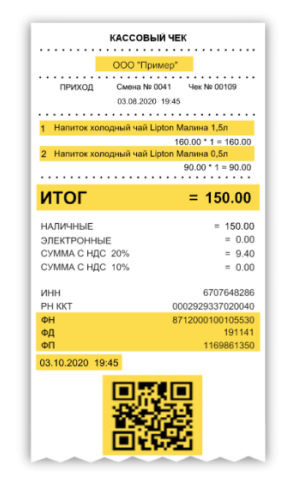 КАССОВЫЙ ЧЕК
ООО "Пример"
ПРИХОД Смена № 0041 Чек № 00109
03.08.2020 19:45
1 Напиток холодный чай Lipton Малина 1,5л
160.00 * 1 = 160.00
2 Напиток холодный чай Lipton Малина 0,5л
90.00 * 1 = 90.00
ИТОГ = 150.00
НАЛИЧНЫЕ = 150.00
ЭЛЕКТРОННЫЕ = 0.00
СУММА С НДС 20% = 9.40
СУММА С НДС 10% = 0.00
ИНН 6707648286
РН ККТ 0002929337020040
ФН 8712000100105530
ФД 191141
ФП 1169861350
03.10.2020 19:45